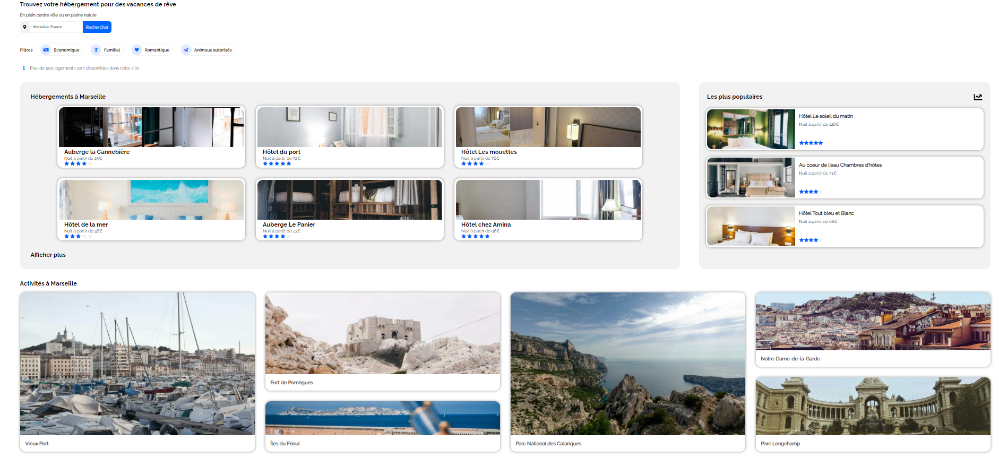 Trouvez votre hébergement pour des vacances de rêve
En plein centre ville ou en pleine nature
Marseille, France
Rechercher
Filtres
Économique
Familial
Romantique
Animaux autorisés
Plus de 500 logements sont disponibles dans cette ville
Hébergements à Marseille
Auberge la Cannebière
Nuit à partir de 25€
Hôtel du port
Nuit à partir de 52€
Hôtel Les mouettes
Nuit à partir de 76€
Hôtel de la mer
Nuit à partir de 46€
Auberge Le Panier
Nuit à partir de 23€
Hôtel chez Amina
Nuit à partir de 96€
Afficher plus
Les plus populaires
Hôtel Le soleil du matin
Nuit à partir de 128€
Au coeur de l'eau Chambres d'hôtes
Nuit à partir de 71€
Hôtel Tout bleu et Blanc
Nuit à partir de 68€
Activités à Marseille
Vieux Port
Fort de Pomègues
Îles du Frioul
Parc National des Calanques
Notre-Dame-de-la-Garde
Parc Longchamp